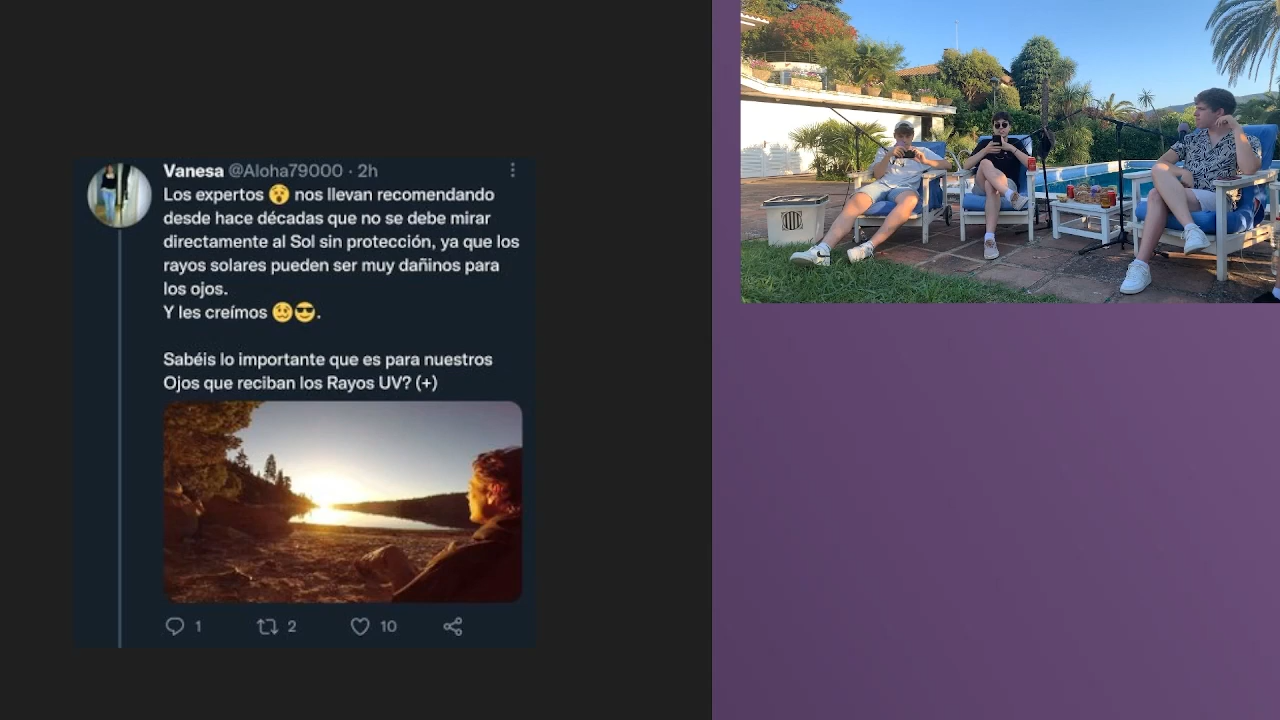 Vanesa @Aloha79000 · 2h
Los expertos 😮 nos llevan recomendando
desde hace décadas que no se debe mirar
directamente al Sol sin protección, ya que los
rayos solares pueden ser muy dañinos para
los ojos.
Y les creímos 🥴😎.
Sabéis lo importante que es para nuestros
Ojos que reciban los Rayos UV? (+)
1 2 10